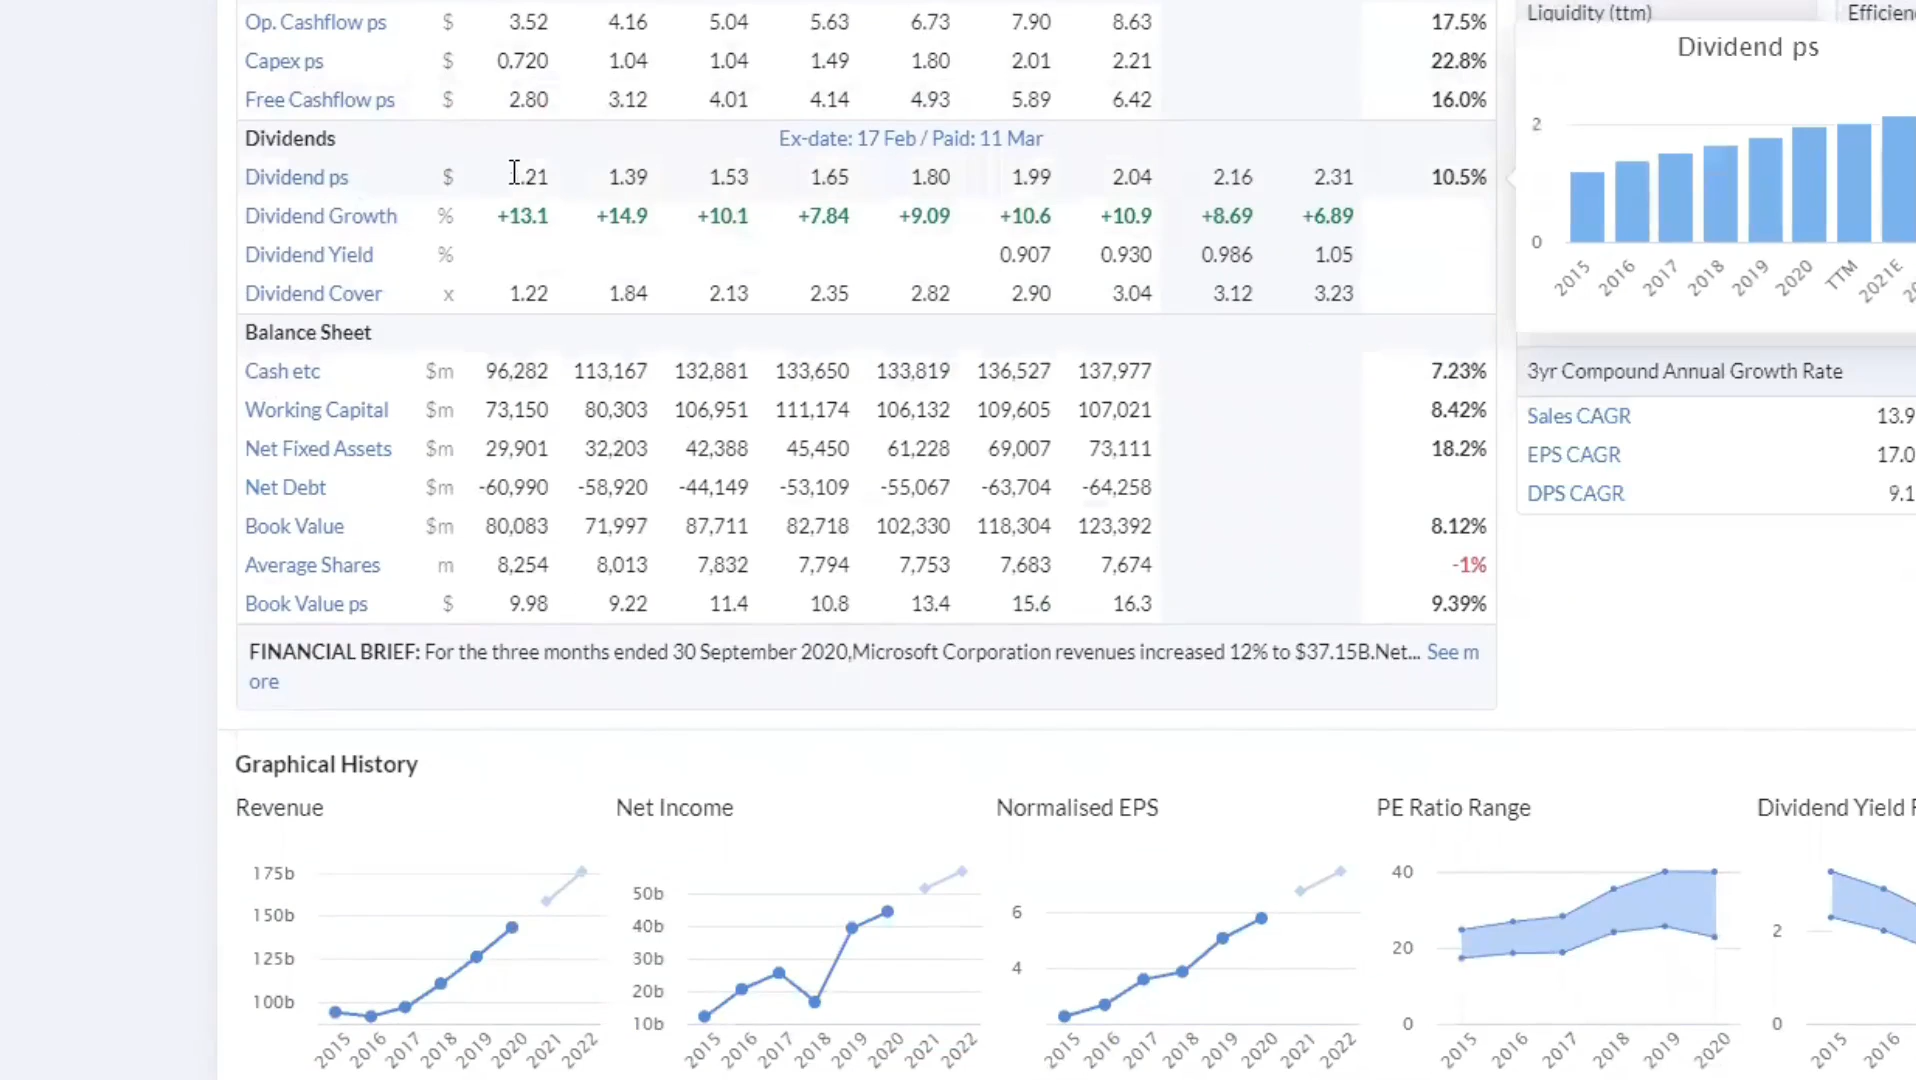 Op. Cashflow ps $ 3.52 4.16 5.04 5.63 6.73 7.90 8.63 17.5%
Capex ps $ 0.720 1.04 1.04 1.49 1.80 2.01 2.21 22.8%
Free Cashflow ps $ 2.80 3.12 4.01 4.14 4.93 5.89 6.42 16.0%
Dividends Ex-date: 17 Feb / Paid: 11 Mar
Dividend ps $ 1.21 1.39 1.53 1.65 1.80 1.99 2.04 2.16 2.31 10.5%
Dividend Growth % +13.1 +14.9 +10.1 +7.84 +9.09 +10.6 +10.9 +8.69 +6.89
Dividend Yield % 0.907 0.930 0.986 1.05
Dividend Cover x 1.22 1.84 2.13 2.35 2.82 2.90 3.04 3.12 3.23
Balance Sheet
Cash etc $m 96,282 113,167 132,881 133,650 133,819 136,527 137,977 7.23%
Working Capital $m 73,150 80,303 106,951 111,174 106,132 109,605 107,021 8.42%
Net Fixed Assets $m 29,901 32,203 42,388 45,450 61,228 69,007 73,111 18.2%
Net Debt $m -60,990 -58,920 -44,149 -53,109 -55,067 -63,704 -64,258
Book Value $m 80,083 71,997 87,711 82,718 102,330 118,304 123,392 8.12%
Average Shares m 8,254 8,013 7,832 7,794 7,753 7,683 7,674 -1%
Book Value ps $ 9.98 9.22 11.4 10.8 13.4 15.6 16.3 9.39%
FINANCIAL BRIEF: For the three months ended 30 September 2020,Microsoft Corporation revenues increased 12% to $37.15B.Net... See m
ore
Liquidity (ttm)
Dividend ps
2
0
2015 2016 2017 2018 2019 2020 TTM 2021E
3yr Compound Annual Growth Rate
Sales CAGR 13.9
EPS CAGR 17.0
DPS CAGR 9.1
Graphical History
Revenue
175b
150b
125b
100b
2015 2016 2017 2018 2019 2020 2021 2022
Net Income
50b
40b
30b
20b
10b
2015 2016 2017 2018 2019 2020 2021 2022
Normalised EPS
6
4
2015 2016 2017 2018 2019 2020 2021 2022
PE Ratio Range
40
20
0
2015 2016 2017 2018 2019 2020
Dividend Yield
2
0
2015 2016